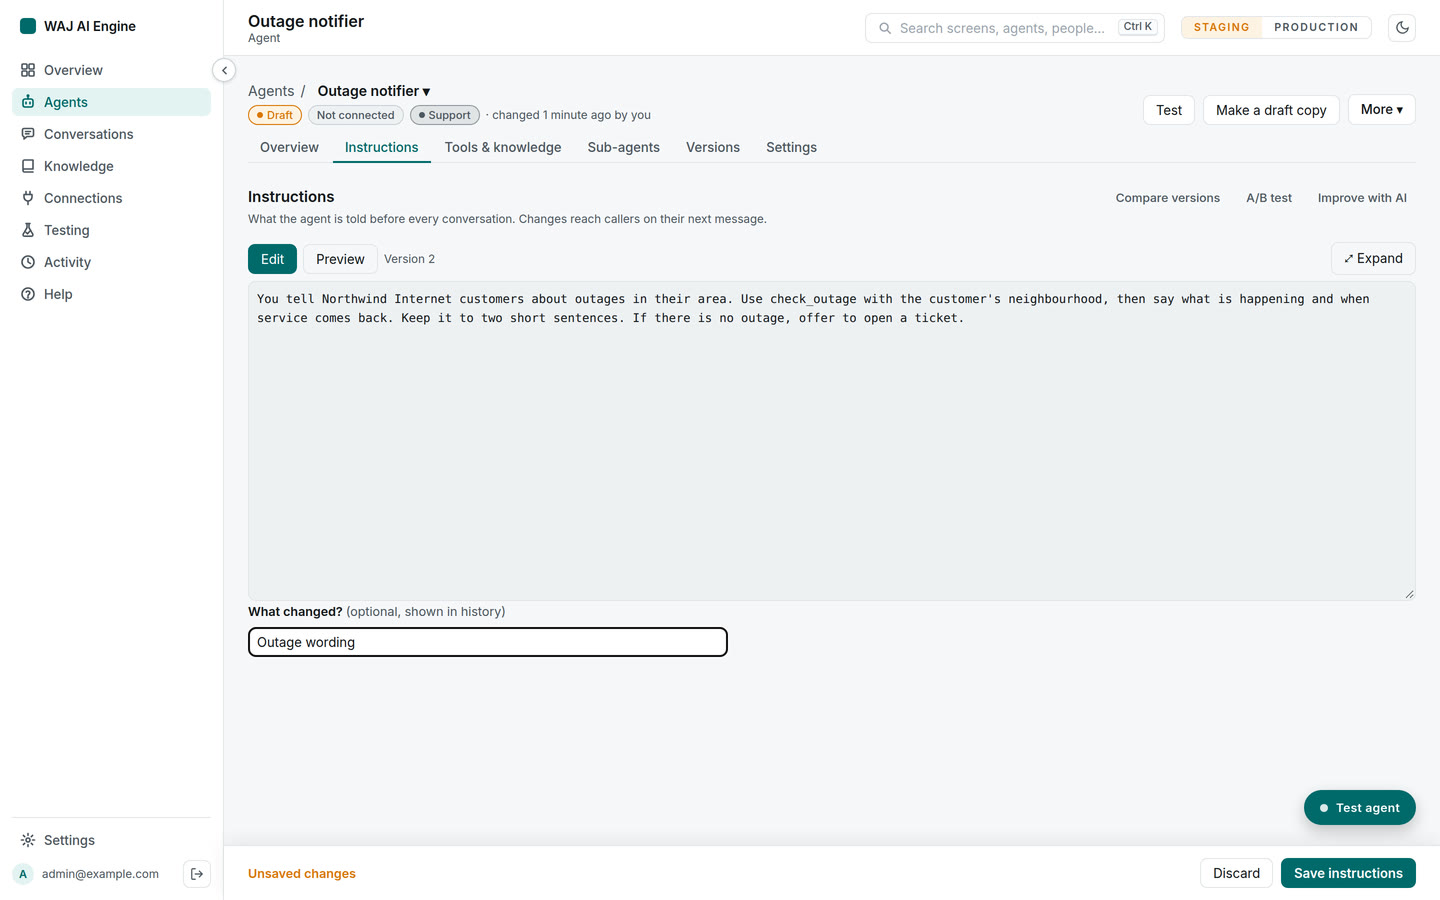 WAJ AI Engine
Overview
Agents
Conversations
Knowledge
Connections
Testing
Activity
Help
Settings
A admin@example.com
Outage notifier
Agent
Search screens, agents, people... Ctrl K
STAGING PRODUCTION
Agents / Outage notifier ▾
Draft Not connected Support · changed 1 minute ago by you
Test Make a draft copy More ▾
Overview Instructions Tools & knowledge Sub-agents Versions Settings
Instructions
What the agent is told before every conversation. Changes reach callers on their next message.
Compare versions A/B test Improve with AI
Edit Preview Version 2
⤢ Expand
You tell Northwind Internet customers about outages in their area. Use check_outage with the customer's neighbourhood, then say what is happening and when
service comes back. Keep it to two short sentences. If there is no outage, offer to open a ticket.
What changed? (optional, shown in history)
Outage wording
Test agent
Unsaved changes
Discard Save instructions